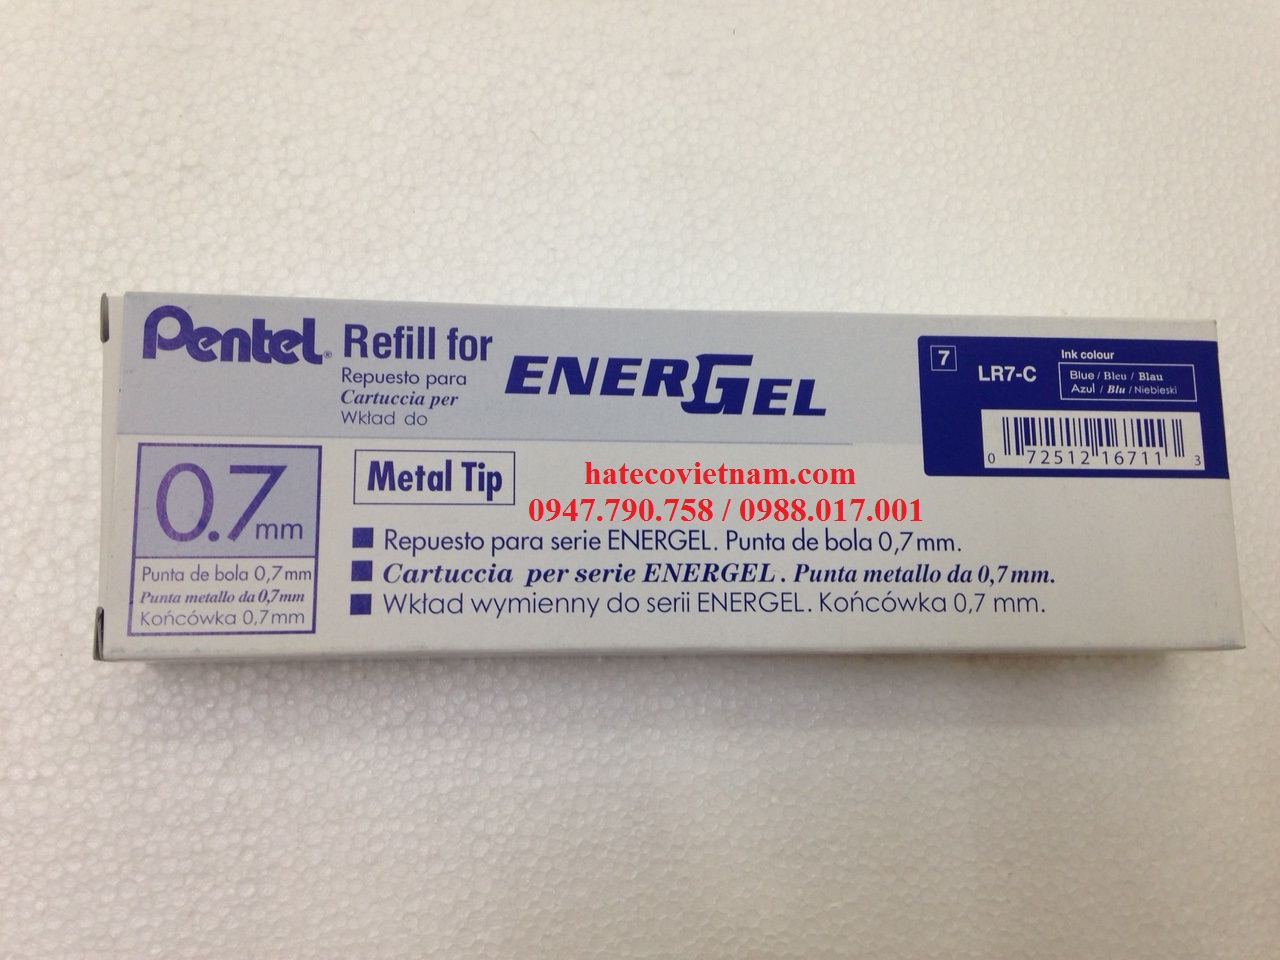 Pentel® Refill for ENERGEL
Repuesto para
Cartuccia per
Wkład do
7
LR7-C
Ink colour
Blue / Bleu / Blau
Azul / Blu / Niebieski
0 72512 16711 3
0.7mm
Punta de bola 0,7mm
Punta metallo da 0,7mm
Końcówka 0,7mm
Metal Tip
hatecovietnam.com
0947.790.758 / 0988.017.001
Repuesto para serie ENERGEL. Punta de bola 0,7mm.
Cartuccia per serie ENERGEL. Punta metallo da 0,7mm.
Wkład wymienny do serii ENERGEL. Końcówka 0,7 mm.